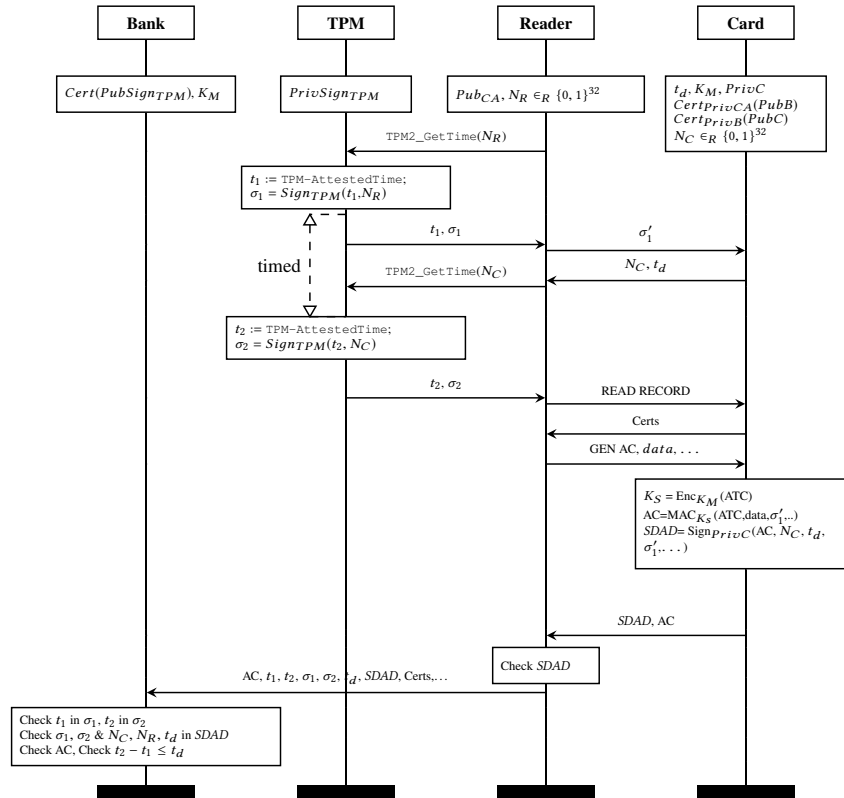 Bank TPM Reader Card
Cert(PubSign_TPM), K_M
PrivSign_TPM
Pub_CA, N_R ∈_R {0, 1}^32
t_d, K_M, PrivC
Cert_PrivCA(PubB)
Cert_PrivB(PubC)
N_C ∈_R {0, 1}^32
TPM2_GetTime(N_R)
t_1 := TPM-AttestedTime;
σ_1 = Sign_TPM(t_1,N_R)
t_1, σ_1
σ'_1
timed
N_C, t_d
TPM2_GetTime(N_C)
t_2 := TPM-AttestedTime;
σ_2 = Sign_TPM(t_2, N_C)
t_2, σ_2
READ RECORD
Certs
GEN AC, data, . . .
K_S = Enc_K_M(ATC)
AC=MAC_Ks(ATC,data,σ'_1,..)
SDAD= Sign_PrivC(AC, N_C, t_d,
σ'_1, . . . )
SDAD, AC
Check SDAD
AC, t_1, t_2, σ_1, σ_2, t_d, SDAD, Certs,...
Check t_1 in σ_1, t_2 in σ_2
Check σ_1, σ_2 & N_C, N_R, t_d in SDAD
Check AC, Check t_2 − t_1 ≤ t_d